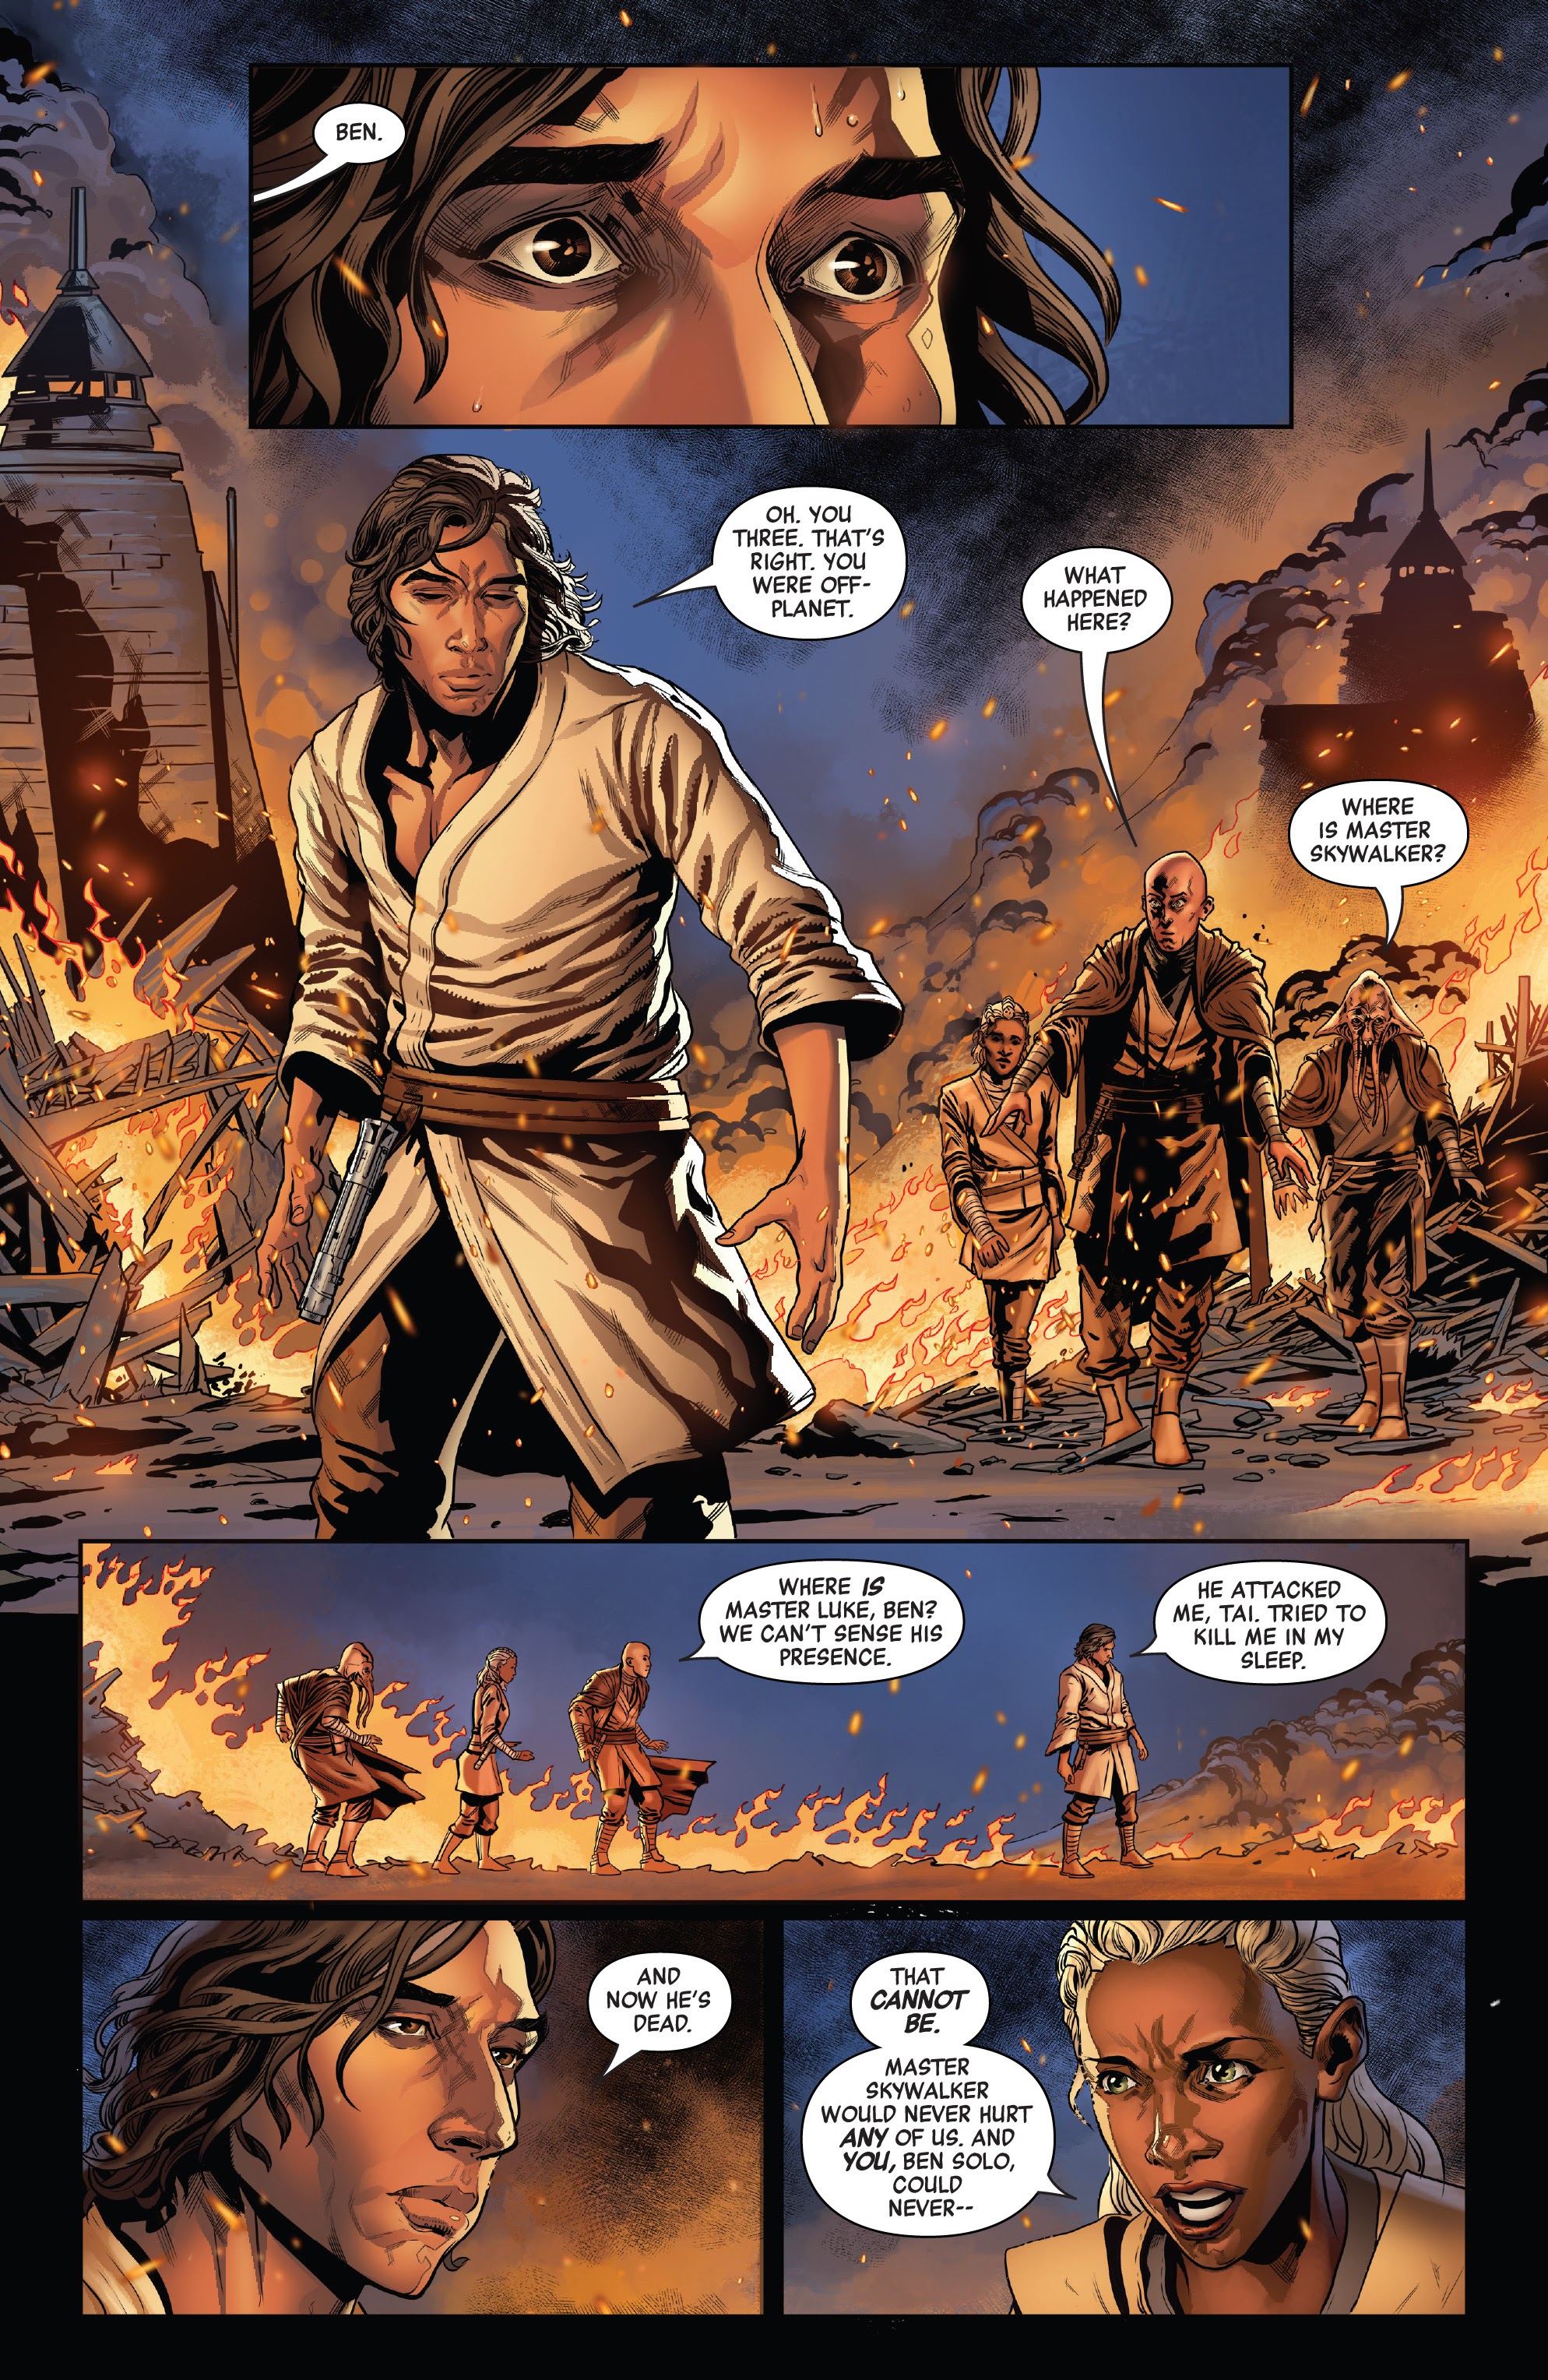 BEN.
OH. YOU
THREE. THAT'S
RIGHT. YOU
WERE OFF-
PLANET.
WHAT
HAPPENED
HERE?
WHERE
IS MASTER
SKYWALKER?
WHERE IS
MASTER LUKE, BEN?
WE CAN'T SENSE HIS
PRESENCE.
HE ATTACKED
ME, TAI. TRIED TO
KILL ME IN MY
SLEEP.
AND
NOW HE'S
DEAD.
THAT
CANNOT
BE.
MASTER
SKYWALKER
WOULD NEVER HURT
ANY OF US. AND
YOU, BEN SOLO,
COULD
NEVER--